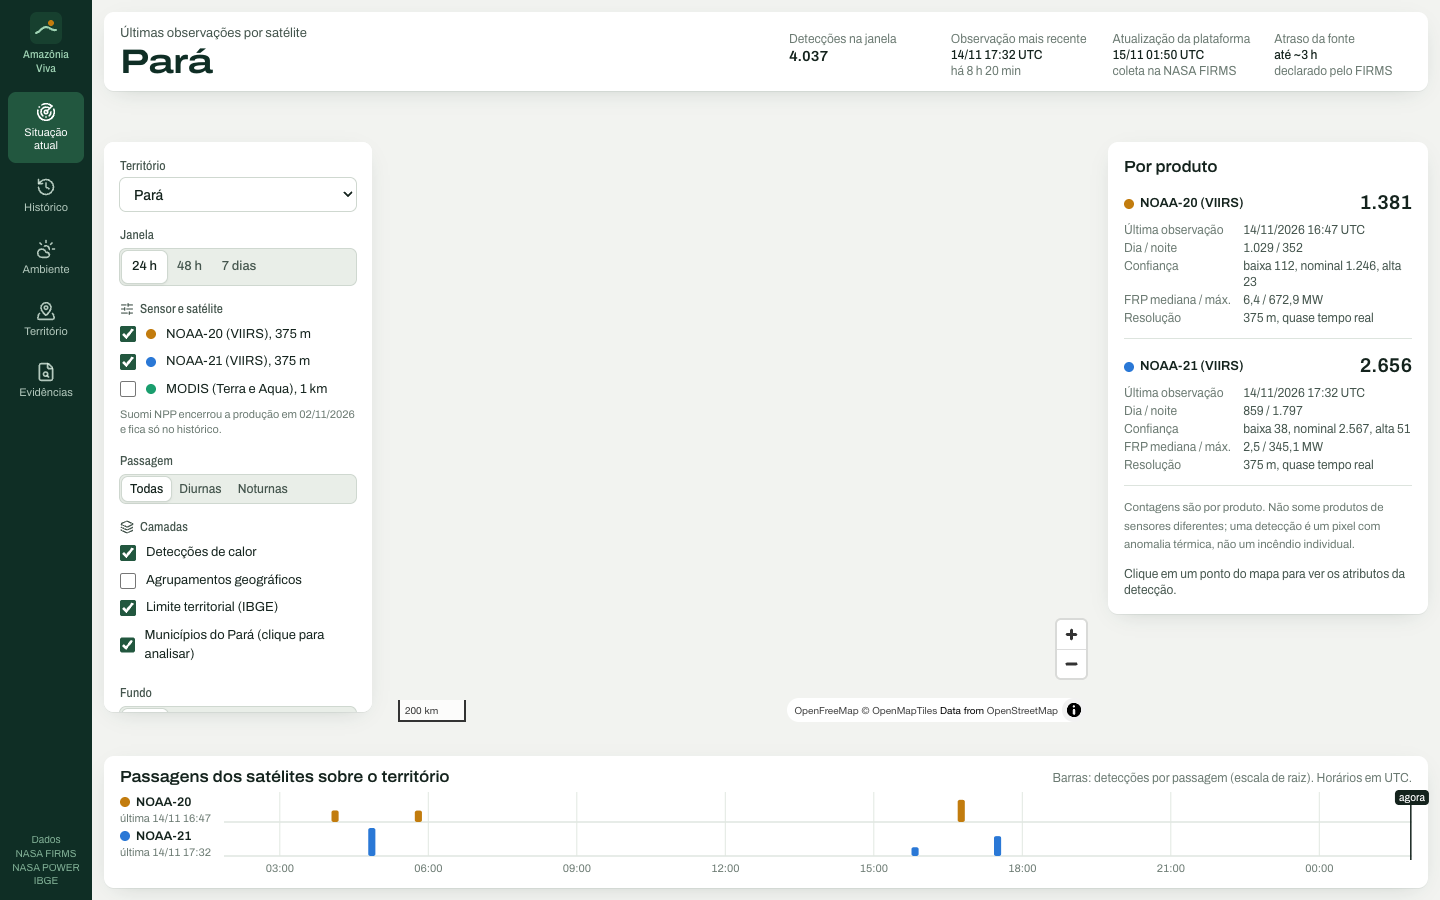 Amazônia
Viva
Situação
atual
Histórico
Ambiente
Território
Evidências
Dados
NASA FIRMS
NASA POWER
IBGE
Últimas observações por satélite
Pará
Detecções na janela
4.037
Observação mais recente
14/11 17:32 UTC
há 8 h 20 min
Atualização da plataforma
15/11 01:50 UTC
coleta na NASA FIRMS
Atraso da fonte
até ~3 h
declarado pelo FIRMS
Território
Pará
Janela
24 h 48 h 7 dias
Sensor e satélite
NOAA-20 (VIIRS), 375 m
NOAA-21 (VIIRS), 375 m
MODIS (Terra e Aqua), 1 km
Suomi NPP encerrou a produção em 02/11/2026
e fica só no histórico.
Passagem
Todas Diurnas Noturnas
Camadas
Detecções de calor
Agrupamentos geográficos
Limite territorial (IBGE)
Municípios do Pará (clique para
analisar)
Fundo
200 km
OpenFreeMap © OpenMapTiles Data from OpenStreetMap
Por produto
NOAA-20 (VIIRS) 1.381
Última observação 14/11/2026 16:47 UTC
Dia / noite 1.029 / 352
Confiança baixa 112, nominal 1.246, alta
23
FRP mediana / máx. 6,4 / 672,9 MW
Resolução 375 m, quase tempo real
NOAA-21 (VIIRS) 2.656
Última observação 14/11/2026 17:32 UTC
Dia / noite 859 / 1.797
Confiança baixa 38, nominal 2.567, alta 51
FRP mediana / máx. 2,5 / 345,1 MW
Resolução 375 m, quase tempo real
Contagens são por produto. Não some produtos de
sensores diferentes; uma detecção é um pixel com
anomalia térmica, não um incêndio individual.
Clique em um ponto do mapa para ver os atributos da
detecção.
Passagens dos satélites sobre o território
Barras: detecções por passagem (escala de raiz). Horários em UTC.
agora
NOAA-20
última 14/11 16:47
NOAA-21
última 14/11 17:32
03:00 06:00 09:00 12:00 15:00 18:00 21:00 00:00